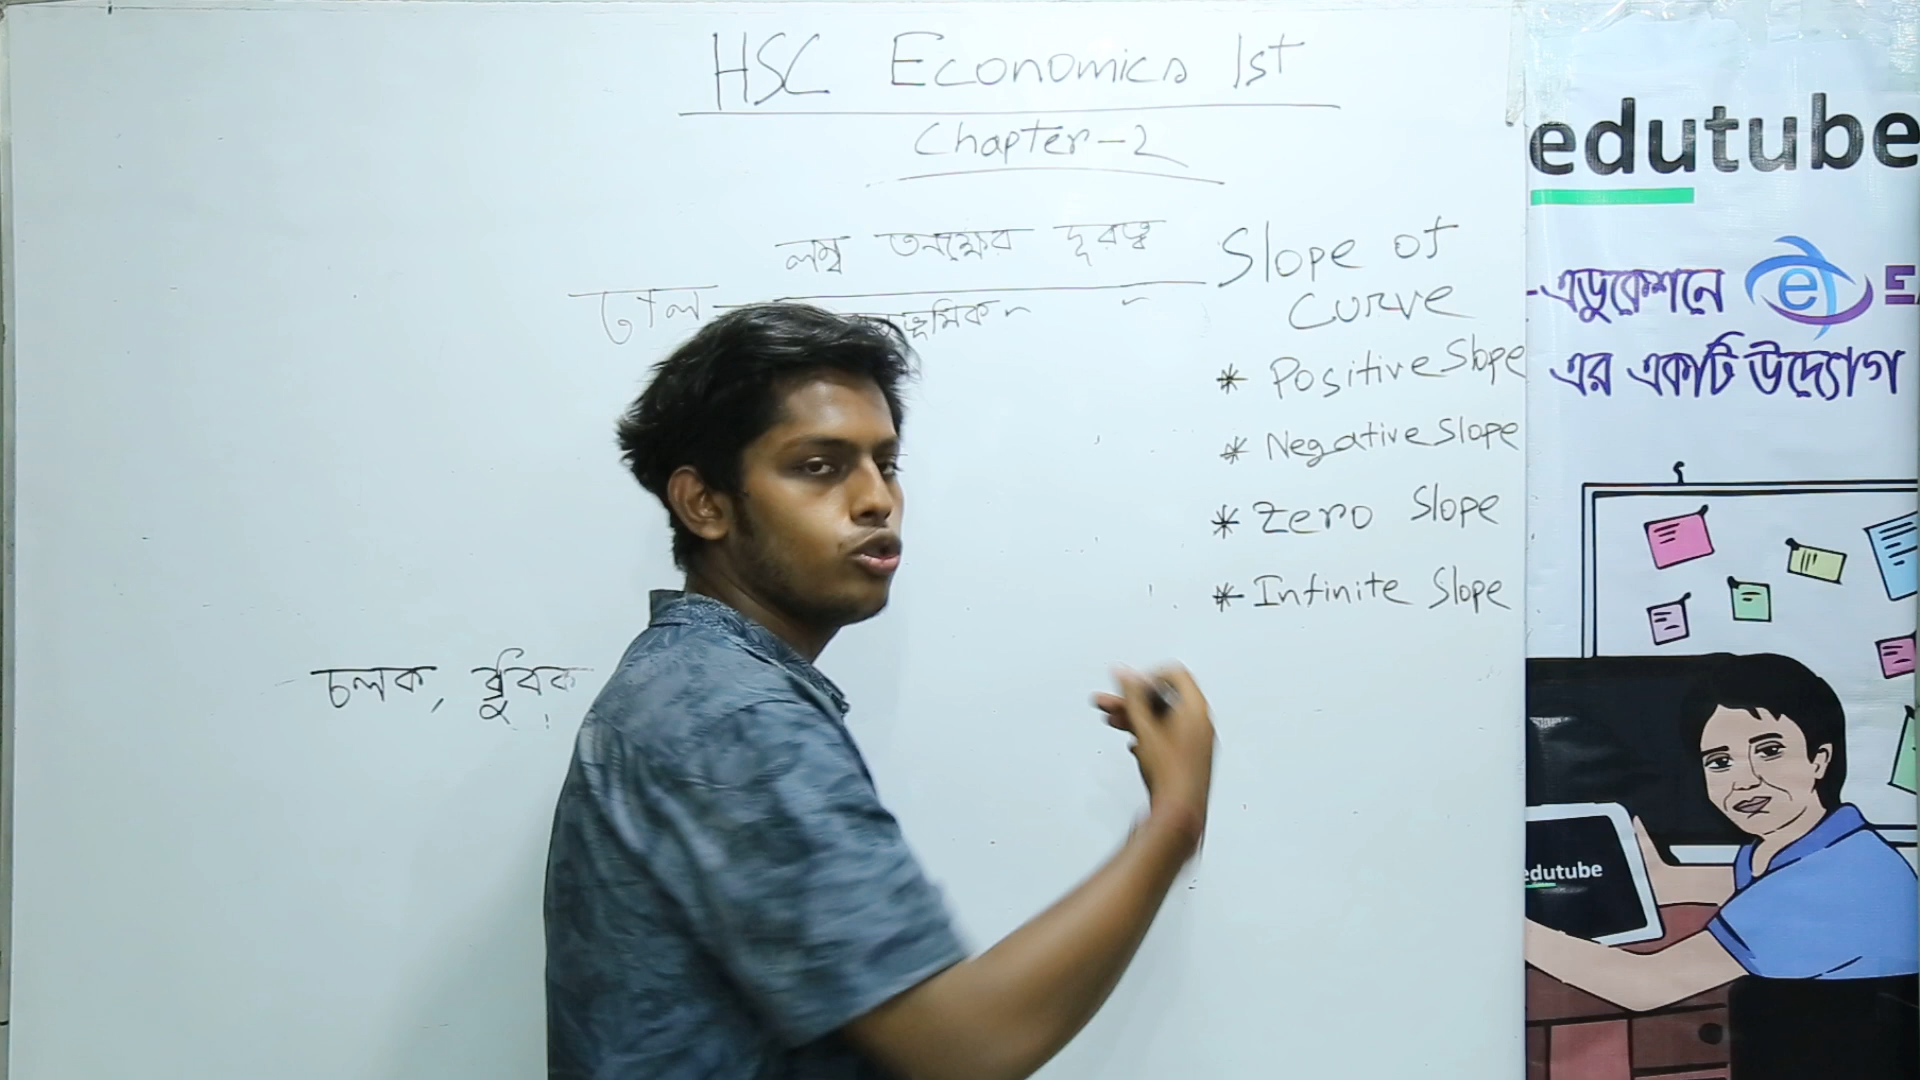 HSC Economics 1st
Chapter-2
লম্ব অক্ষের দূরত্ব
ঢাল
ভূমিক
Slope of
Curve
* Positive Slope
* Negative Slope
* Zero Slope
* Infinite Slope
চলক, ধ্রুবক
edutube
এডুকেশনে e
এর একটি উদ্যোগ
edutube